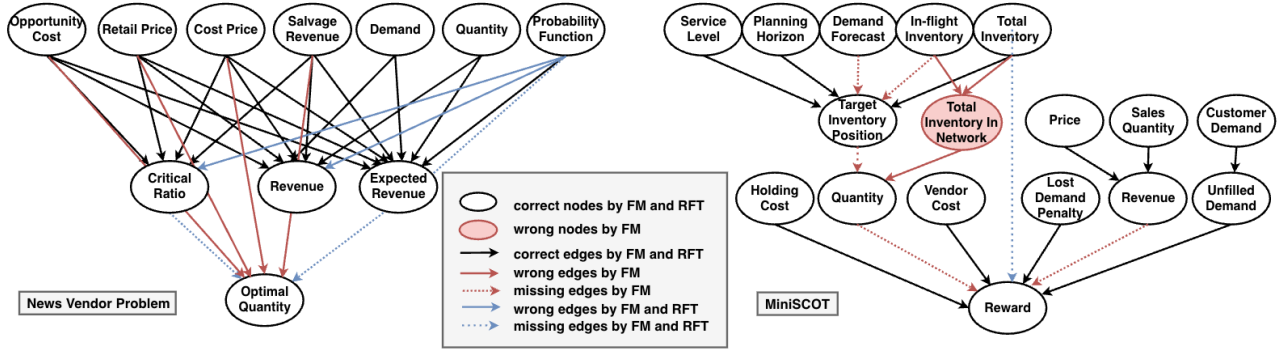 Opportunity
Cost
Retail Price
Cost Price
Salvage
Revenue
Demand
Quantity
Probability
Function
Critical
Ratio
Revenue
Expected
Revenue
Optimal
Quantity
News Vendor Problem
correct nodes by FM and RFT
wrong nodes by FM
correct edges by FM and RFT
wrong edges by FM
missing edges by FM
wrong edges by FM and RFT
missing edges by FM and RFT
Service
Level
Planning
Horizon
Demand
Forecast
In-flight
Inventory
Total
Inventory
Target
Inventory
Position
Total
Inventory In
Network
Price
Sales
Quantity
Customer
Demand
Holding
Cost
Quantity
Vendor
Cost
Lost
Demand
Penalty
Revenue
Unfilled
Demand
Reward
MiniSCOT